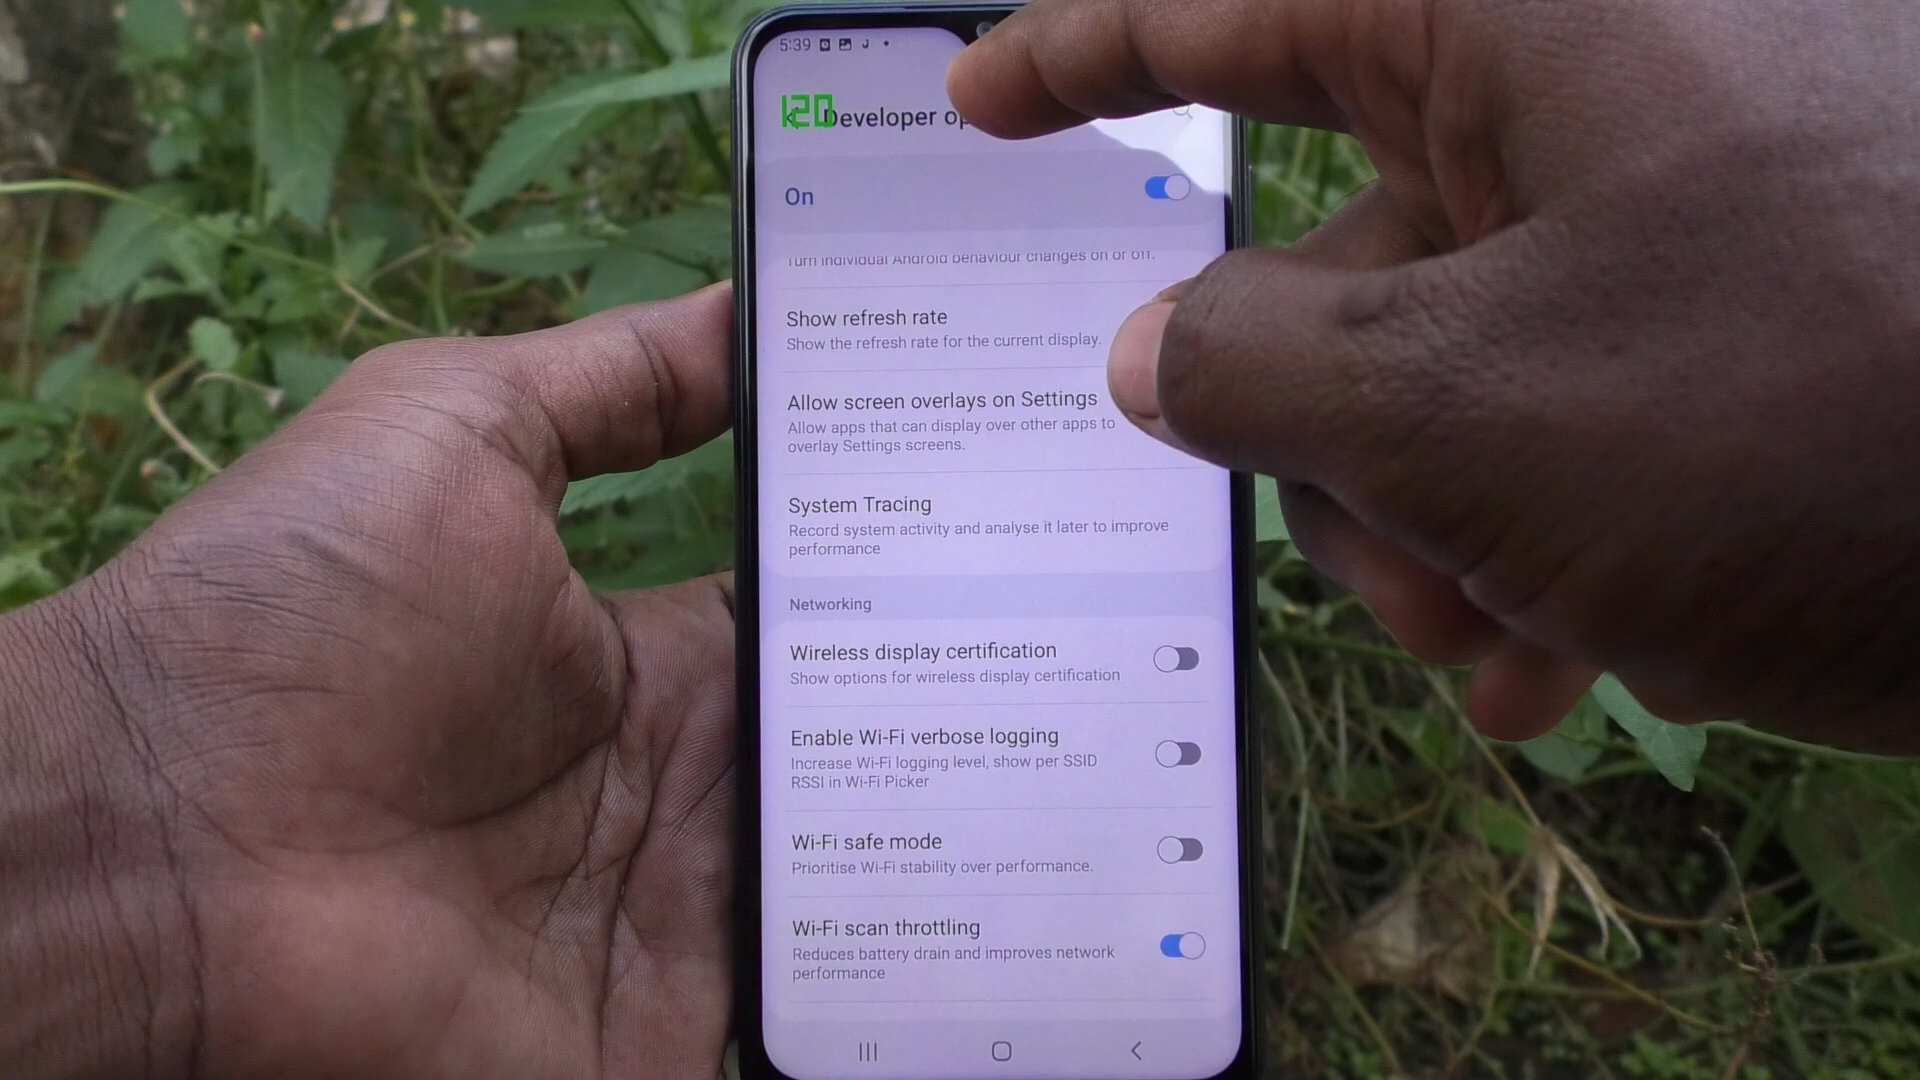 5:39
120
Developer op
On
Turn individual Android behaviour changes on or off.
Show refresh rate
Show the refresh rate for the current display.
Allow screen overlays on Settings
Allow apps that can display over other apps to
overlay Settings screens.
System Tracing
Record system activity and analyse it later to improve
performance
Networking
Wireless display certification
Show options for wireless display certification
Enable Wi-Fi verbose logging
Increase Wi-Fi logging level, show per SSID
RSSI in Wi-Fi Picker
Wi-Fi safe mode
Prioritise Wi-Fi stability over performance.
Wi-Fi scan throttling
Reduces battery drain and improves network
performance